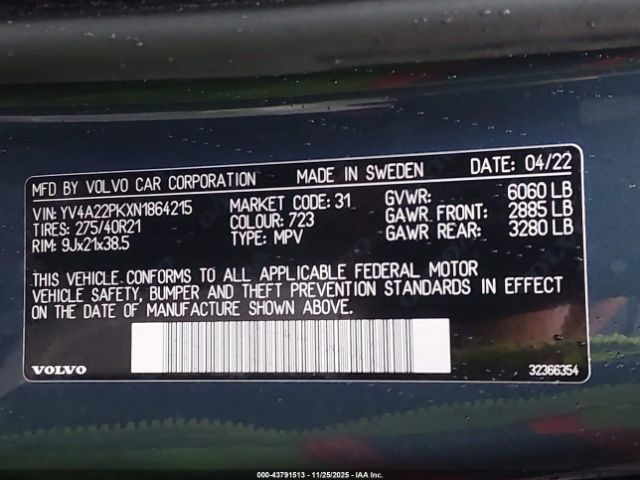 MFD BY VOLVO CAR CORPORATION MADE IN SWEDEN DATE: 04/22
VIN: YV4A22PKXN1864215 MARKET CODE: 31 GVWR: 6060 LB
TIRES: 275/40R21 COLOUR: 723 GAWR FRONT: 2885 LB
RIM: 9Jx21x38.5 TYPE: MPV GAWR REAR: 3280 LB
THIS VEHICLE CONFORMS TO ALL APPLICABLE FEDERAL MOTOR
VEHICLE SAFETY, BUMPER AND THEFT PREVENTION STANDARDS IN EFFECT
ON THE DATE OF MANUFACTURE SHOWN ABOVE.
VOLVO 32366354
000-43791513 - 11/25/2025 - IAA Inc.